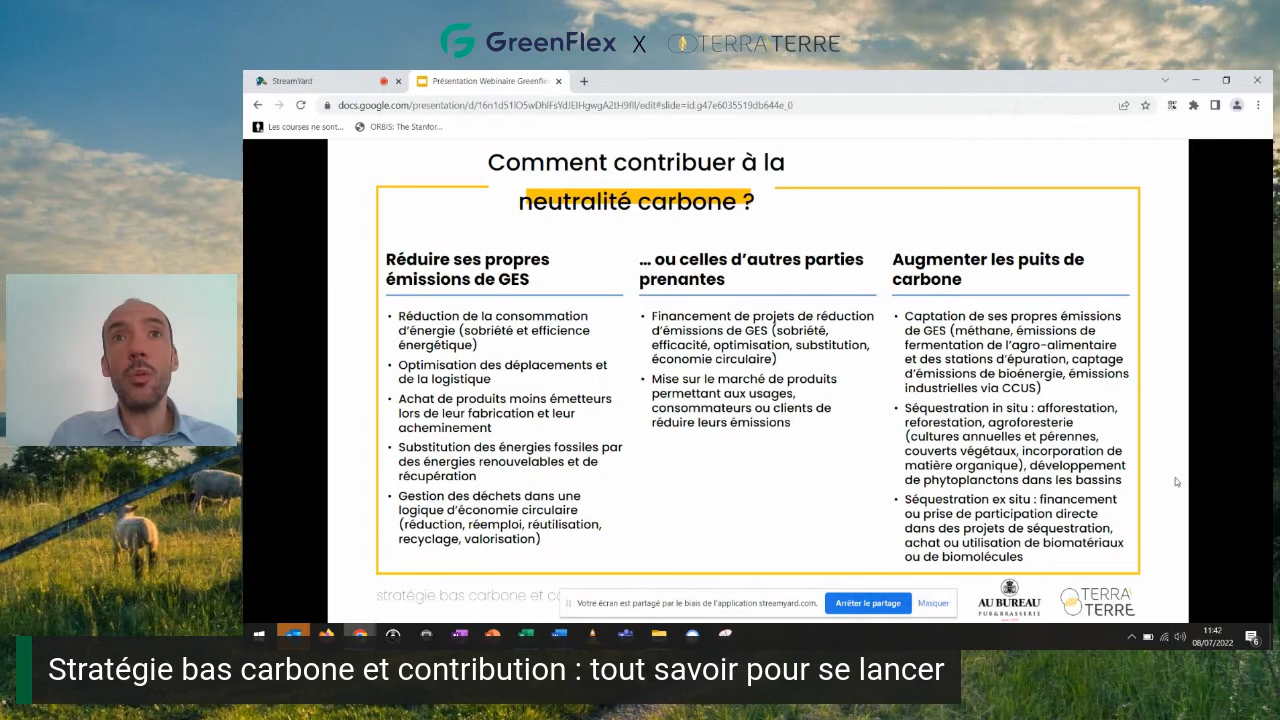 GreenFlex X TERRATERRE
StreamYard
Présentation Webinaire Greenfle
docs.google.com/presentation/d/16n1d51IO5wDhlFsYdJEIHgwgA2tH9fIl/edit#slide=id.g47e6035519db644e_0
Les courses ne sont...
ORBIS: The Stanfor...
Comment contribuer à la
neutralité carbone ?
Réduire ses propres
émissions de GES
• Réduction de la consommation
d'énergie (sobriété et efficience
énergétique)
• Optimisation des déplacements et
de la logistique
• Achat de produits moins émetteurs
lors de leur fabrication et leur
acheminement
• Substitution des énergies fossiles par
des énergies renouvelables et de
récupération
• Gestion des déchets dans une
logique d'économie circulaire
(réduction, réemploi, réutilisation,
recyclage, valorisation)
... ou celles d'autres parties
prenantes
• Financement de projets de réduction
d'émissions de GES (sobriété,
efficacité, optimisation, substitution,
économie circulaire)
• Mise sur le marché de produits
permettant aux usages,
consommateurs ou clients de
réduire leurs émissions
Augmenter les puits de
carbone
• Captation de ses propres émissions
de GES (méthane, émissions de
fermentation de l'agro-alimentaire
et des stations d'épuration, captage
d'émissions de bioénergie, émissions
industrielles via CCUS)
• Séquestration in situ : afforestation,
reforestation, agroforesterie
(cultures annuelles et pérennes,
couverts végétaux, incorporation de
matière organique), développement
de phytoplanctons dans les bassins
• Séquestration ex situ : financement
ou prise de participation directe
dans des projets de séquestration,
achat ou utilisation de biomatériaux
ou de biomolécules
stratégie bas carbone et co
Votre écran est partagé par le biais de l'application streamyard.com.
Arrêter le partage
Masquer
AU BUREAU
PUB & BRASSERIE
TERRA
TERRE
11:42
08/07/2022
6
Stratégie bas carbone et contribution : tout savoir pour se lancer